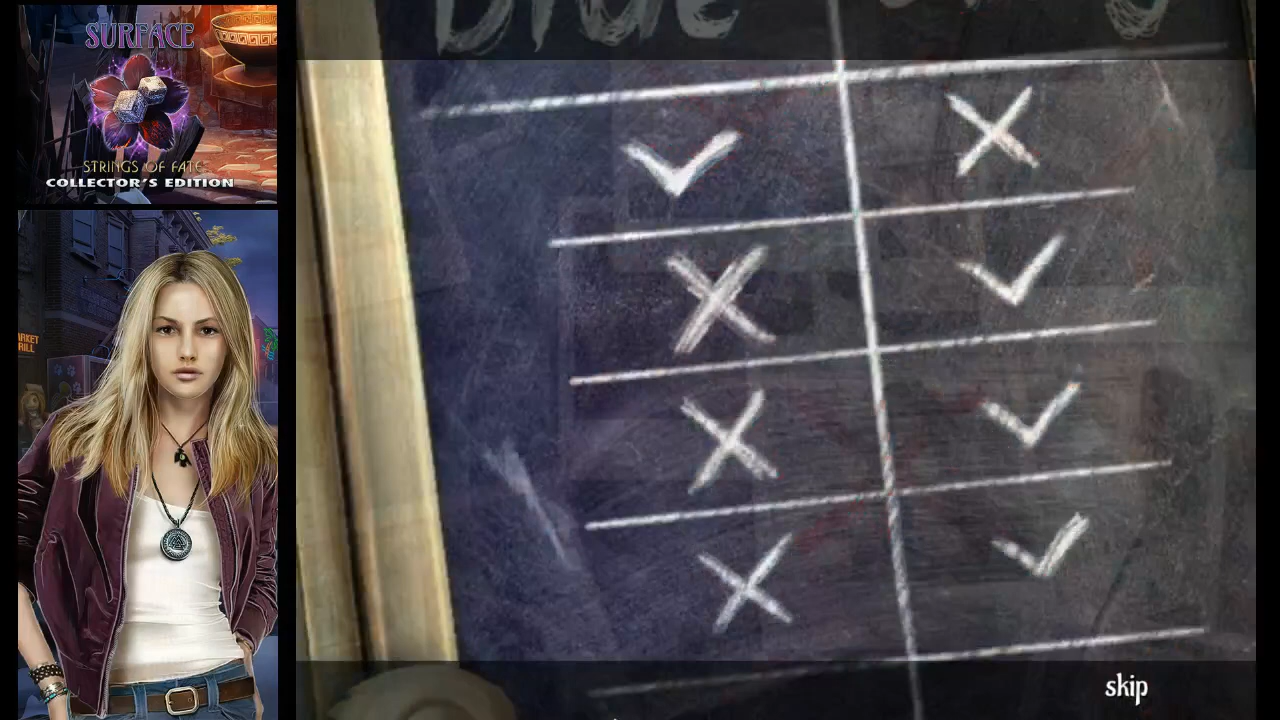 Blue
SURFACE
STRINGS OF FATE
COLLECTOR'S EDITION
skip